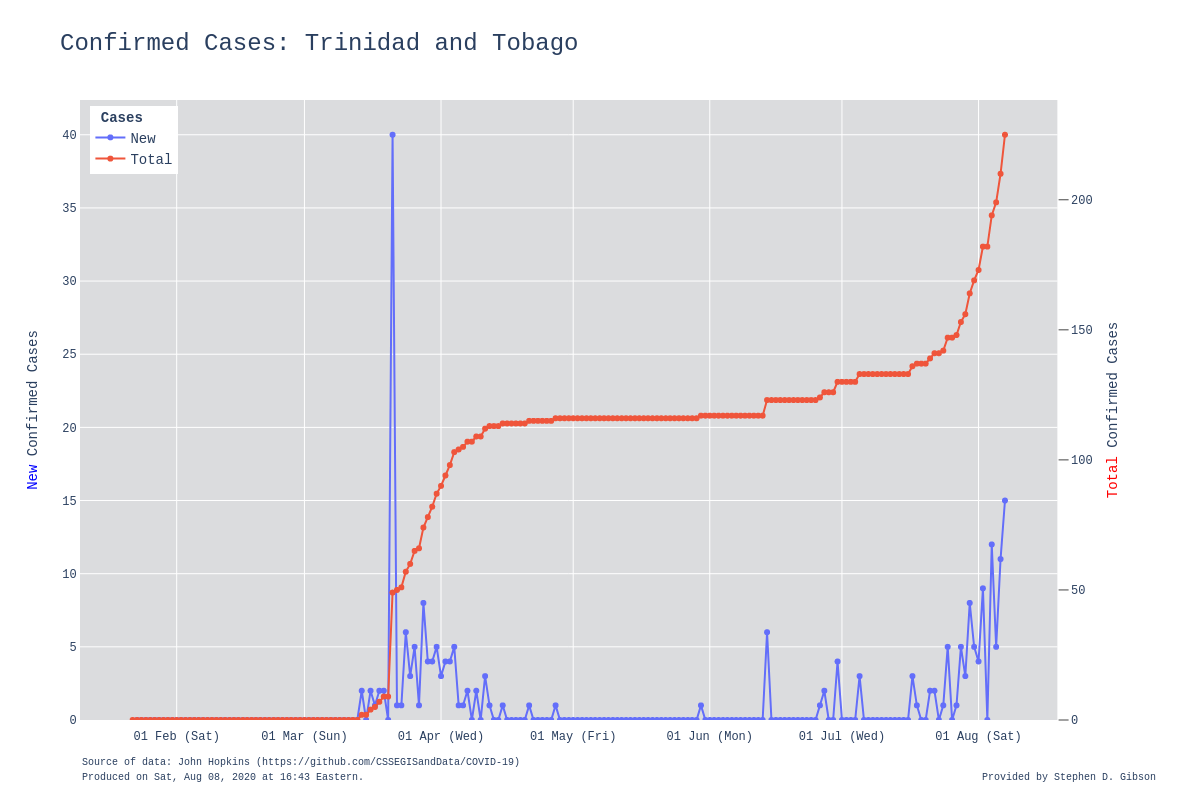 Confirmed Cases: Trinidad and Tobago
Cases
New
Total
40
35
30
25
20
15
10
5
0
200
150
100
50
0
New Confirmed Cases
Total Confirmed Cases
01 Feb (Sat) 01 Mar (Sun) 01 Apr (Wed) 01 May (Fri) 01 Jun (Mon) 01 Jul (Wed) 01 Aug (Sat)
Source of data: John Hopkins (https://github.com/CSSEGISandData/COVID-19)
Produced on Sat, Aug 08, 2020 at 16:43 Eastern.
Provided by Stephen D. Gibson